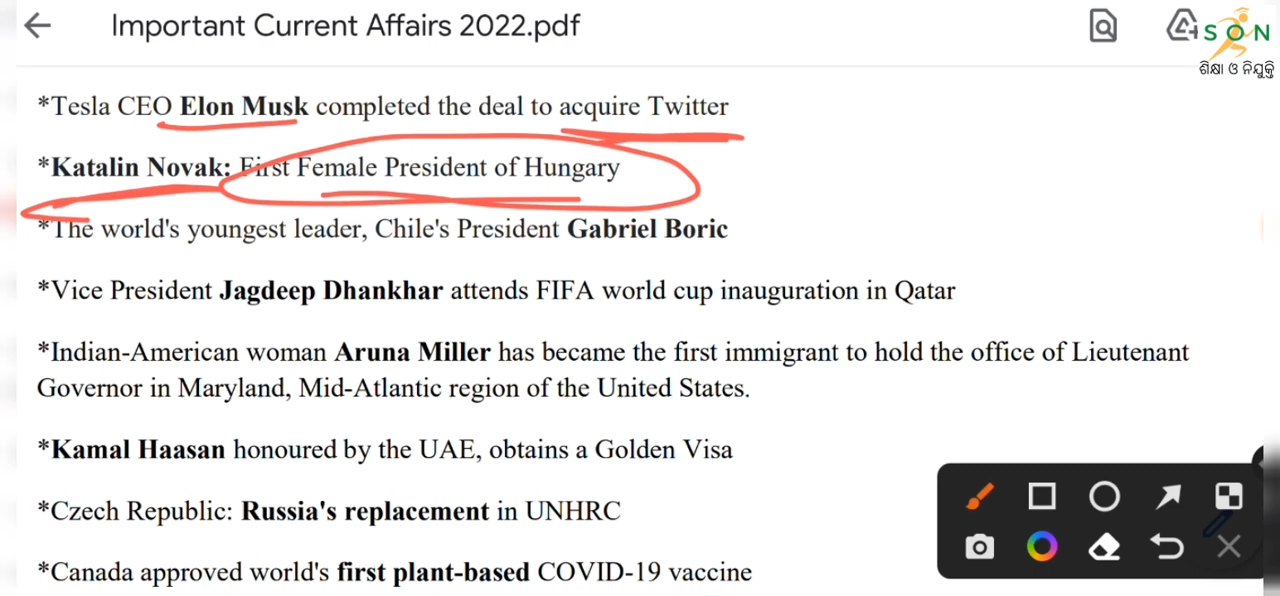 Important Current Affairs 2022.pdf
SON
ଶିକ୍ଷା ଓ ନିଯୁକ୍ତି
*Tesla CEO Elon Musk completed the deal to acquire Twitter
*Katalin Novak: First Female President of Hungary
*The world's youngest leader, Chile's President Gabriel Boric
*Vice President Jagdeep Dhankhar attends FIFA world cup inauguration in Qatar
*Indian-American woman Aruna Miller has became the first immigrant to hold the office of Lieutenant
Governor in Maryland, Mid-Atlantic region of the United States.
*Kamal Haasan honoured by the UAE, obtains a Golden Visa
*Czech Republic: Russia's replacement in UNHRC
*Canada approved world's first plant-based COVID-19 vaccine